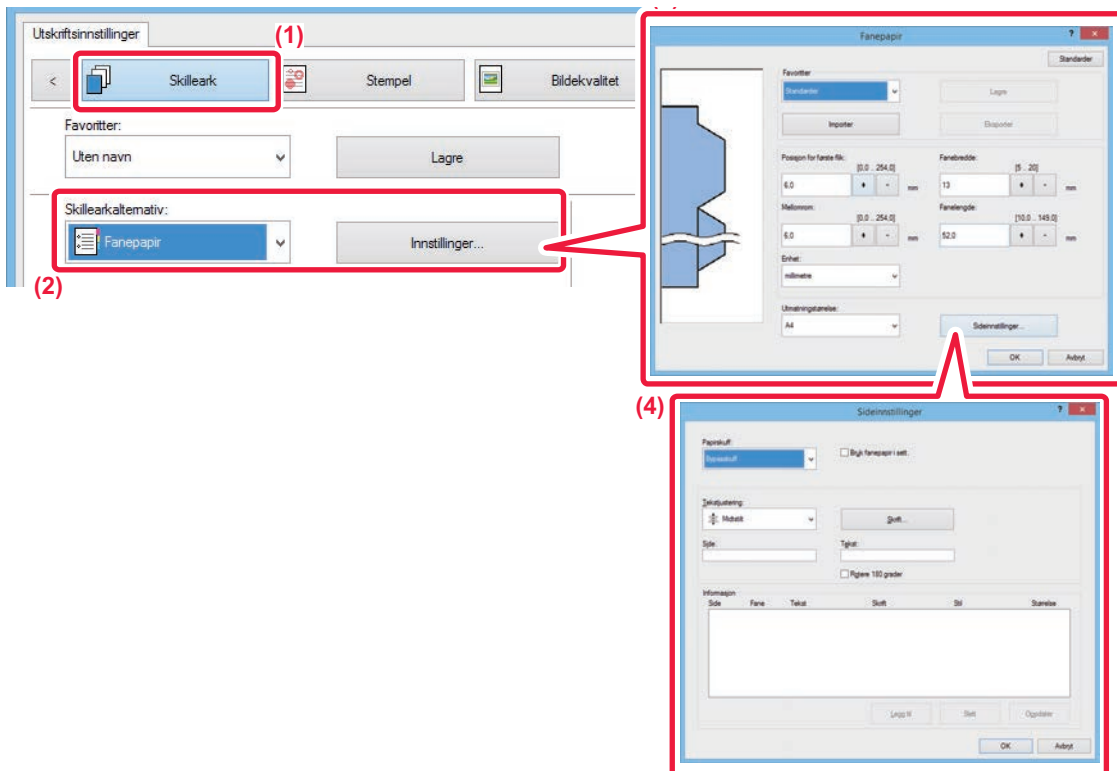 Utskriftsinnstillinger
(1)
<
Skilleark
Stempel
Bildekvalitet
Favoritter:
Uten navn
Lagre
Skillearkalternativ:
Fanepapir
Innstillinger...
(2)
Fanepapir
?
×
Standarder
Favoritter
Standarder
Lagre
Importer
Eksporter
Posisjon for første flik:
[0,0 .. 254,0]
6,0
+
-
mm
Fanebredde:
[5 .. 20]
13
+
-
mm
Mellomrom:
[0,0 .. 254,0]
6,0
+
-
mm
Fanelengde:
[10,0 .. 149,0]
52,0
+
-
mm
Enhet:
millimetre
Utmatningstørrelse:
A4
Sideinnstillinger...
OK
Avbryt
(4)
Sideinnstillinger
?
×
Papirskuff:
Bypasskuff
Bruk fanepapir i sett.
Tekstjustering:
Midtstilt
Skrift...
Side:
Tekst:
Rotere 180 grader
Informasjon
Side Fane Tekst Skrift Stil Størrelse
Legg til
Slett
Oppdater
OK
Avbryt